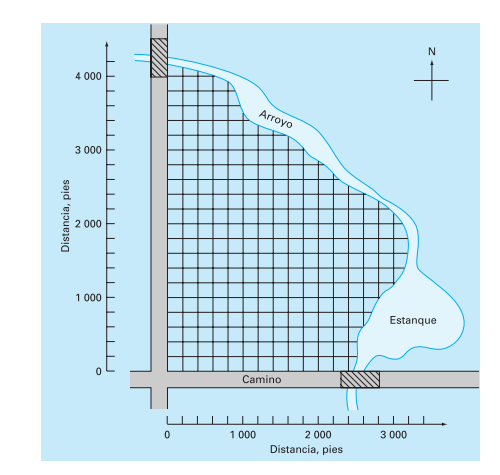 N
4 000
3 000
2 000
1 000
0
Distancia, pies
Arroyo
Estanque
Camino
0
1 000
2 000
3 000
Distancia, pies